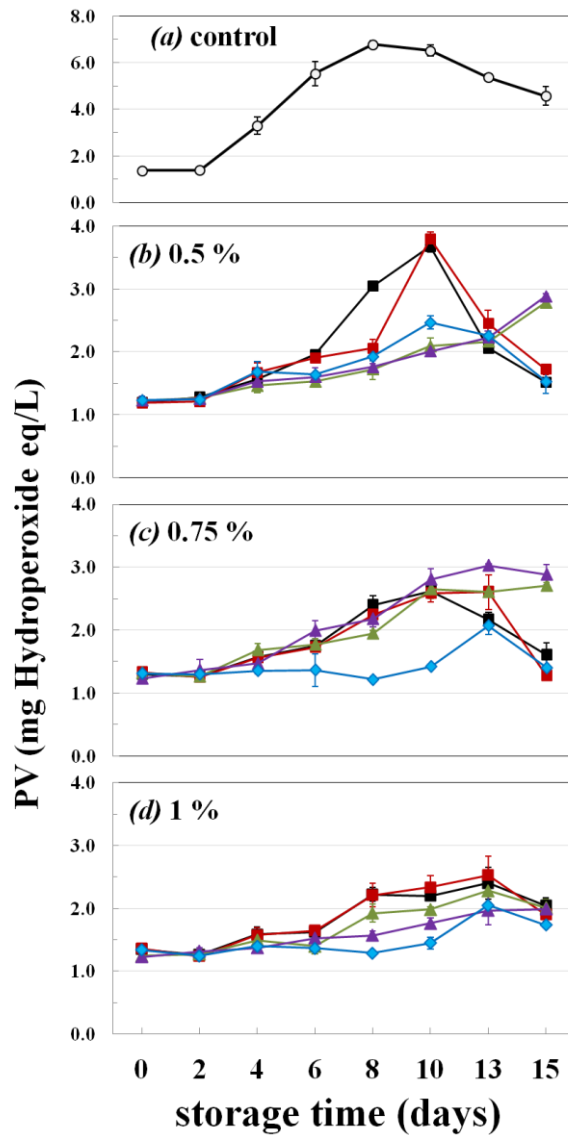 (a) control
8.0
6.0
4.0
2.0
0.0
(b) 0.5 %
4.0
3.0
2.0
1.0
0.0
(c) 0.75 %
4.0
3.0
2.0
1.0
0.0
(d) 1 %
4.0
3.0
2.0
1.0
0.0
PV (mg Hydroperoxide eq/L)
0 2 4 6 8 10 13 15
storage time (days)